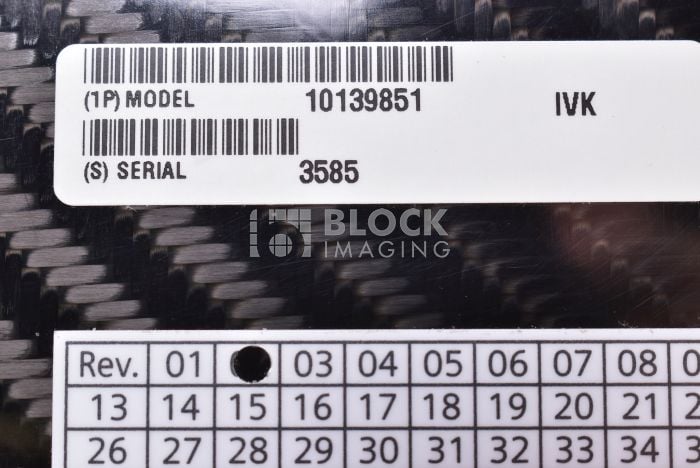 (1P) MODEL 10139851 IVK
(S) SERIAL 3585
BLOCK
IMAGING
Rev. 01 03 04 05 06 07 08
13 14 15 16 17 18 19 20 21
26 27 28 29 30 31 32 33 34